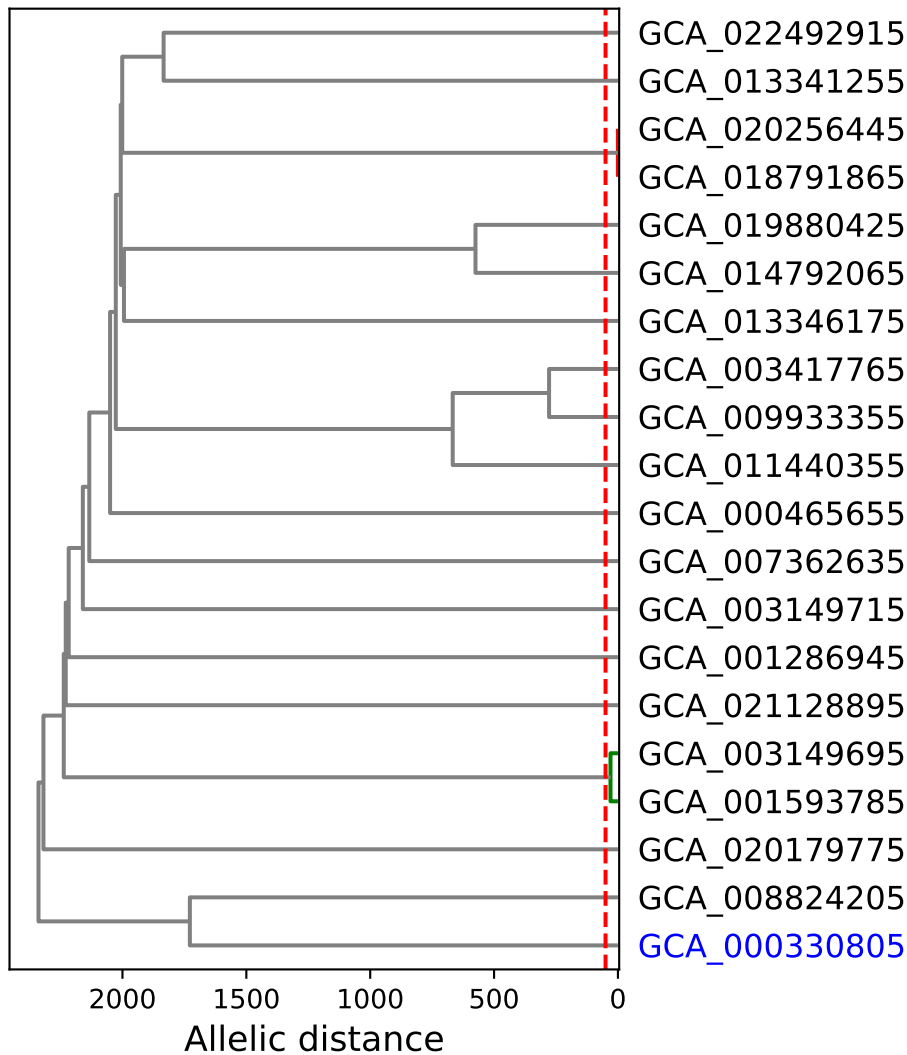 GCA_022492915
GCA_013341255
GCA_020256445
GCA_018791865
GCA_019880425
GCA_014792065
GCA_013346175
GCA_003417765
GCA_009933355
GCA_011440355
GCA_000465655
GCA_007362635
GCA_003149715
GCA_001286945
GCA_021128895
GCA_003149695
GCA_001593785
GCA_020179775
GCA_008824205
GCA_000330805
2000 1500 1000 500 0
Allelic distance